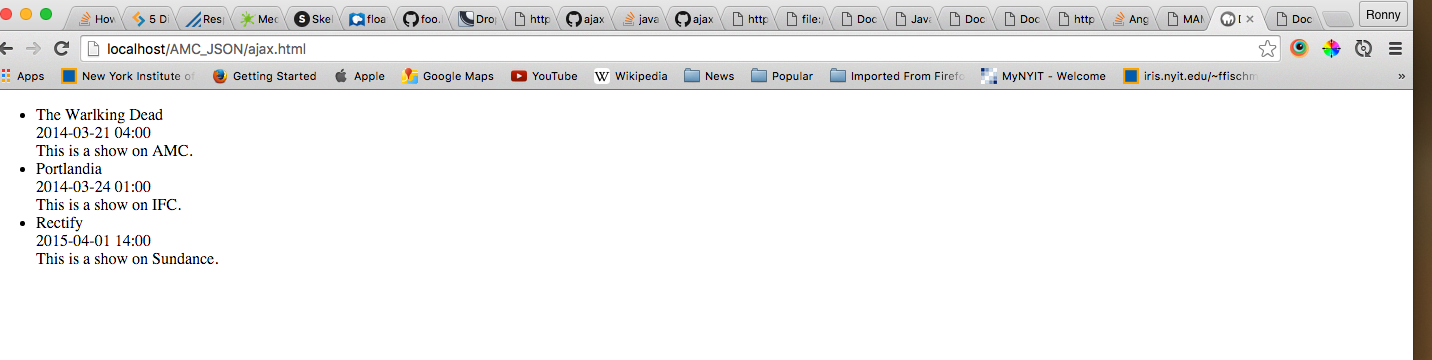 How
5 Di
Resp
Mec
Skel
floa
foo.
Drop
http
ajax
java
ajax
http
file:
Doc
Java
Doc
Doc
http
Ang
MAM
Doc
Ronny
localhost/AMC_JSON/ajax.html
Apps
New York Institute of
Getting Started
Apple
Google Maps
YouTube
Wikipedia
News
Popular
Imported From Firefo
MyNYIT - Welcome
iris.nyit.edu/~ffischm
»
The Warlking Dead
2014-03-21 04:00
This is a show on AMC.
Portlandia
2014-03-24 01:00
This is a show on IFC.
Rectify
2015-04-01 14:00
This is a show on Sundance.